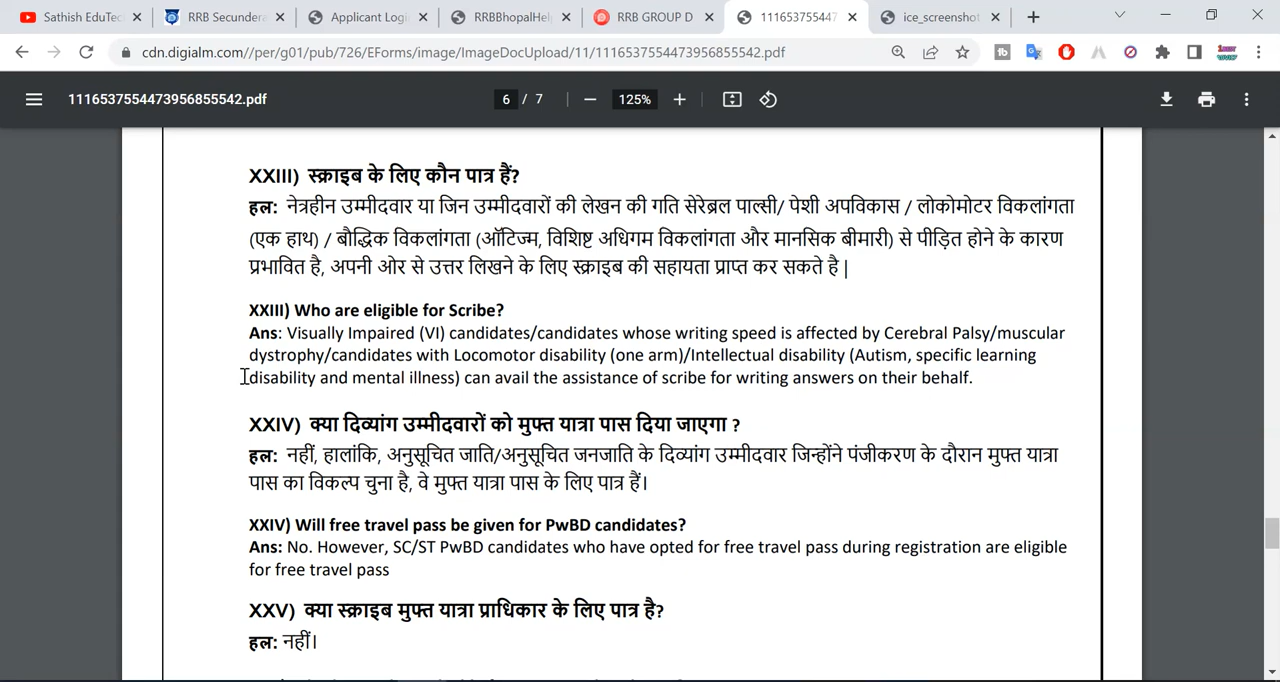 Sathish EduTec
RRB Secundera
Applicant Logi
RRBBhopalHel
RRB GROUP D
1116537554473
ice_screenshot
cdn.digialm.com//per/g01/pub/726/EForms/image/ImageDocUpload/11/1116537554473956855542.pdf
1116537554473956855542.pdf
6 / 7
125%
XXIII) स्क्राइब के लिए कौन पात्र हैं?
हल: नेत्रहीन उम्मीदवार या जिन उम्मीदवारों की लेखन की गति सेरेब्रल पाल्सी/ पेशी अपविकास / लोकोमोटर विकलांगता
(एक हाथ) / बौद्धिक विकलांगता (ऑटिज्म, विशिष्ट अधिगम विकलांगता और मानसिक बीमारी) से पीड़ित होने के कारण
प्रभावित है, अपनी ओर से उत्तर लिखने के लिए स्क्राइब की सहायता प्राप्त कर सकते है |
XXIII) Who are eligible for Scribe?
Ans: Visually Impaired (VI) candidates/candidates whose writing speed is affected by Cerebral Palsy/muscular
dystrophy/candidates with Locomotor disability (one arm)/Intellectual disability (Autism, specific learning
disability and mental illness) can avail the assistance of scribe for writing answers on their behalf.
XXIV) क्या दिव्यांग उम्मीदवारों को मुफ्त यात्रा पास दिया जाएगा ?
हल: नहीं, हालांकि, अनुसूचित जाति/अनुसूचित जनजाति के दिव्यांग उम्मीदवार जिन्होंने पंजीकरण के दौरान मुफ्त यात्रा
पास का विकल्प चुना है, वे मुफ्त यात्रा पास के लिए पात्र हैं।
XXIV) Will free travel pass be given for PwBD candidates?
Ans: No. However, SC/ST PwBD candidates who have opted for free travel pass during registration are eligible
for free travel pass
XXV) क्या स्क्राइब मुफ्त यात्रा प्राधिकार के लिए पात्र है?
हल: नहीं।